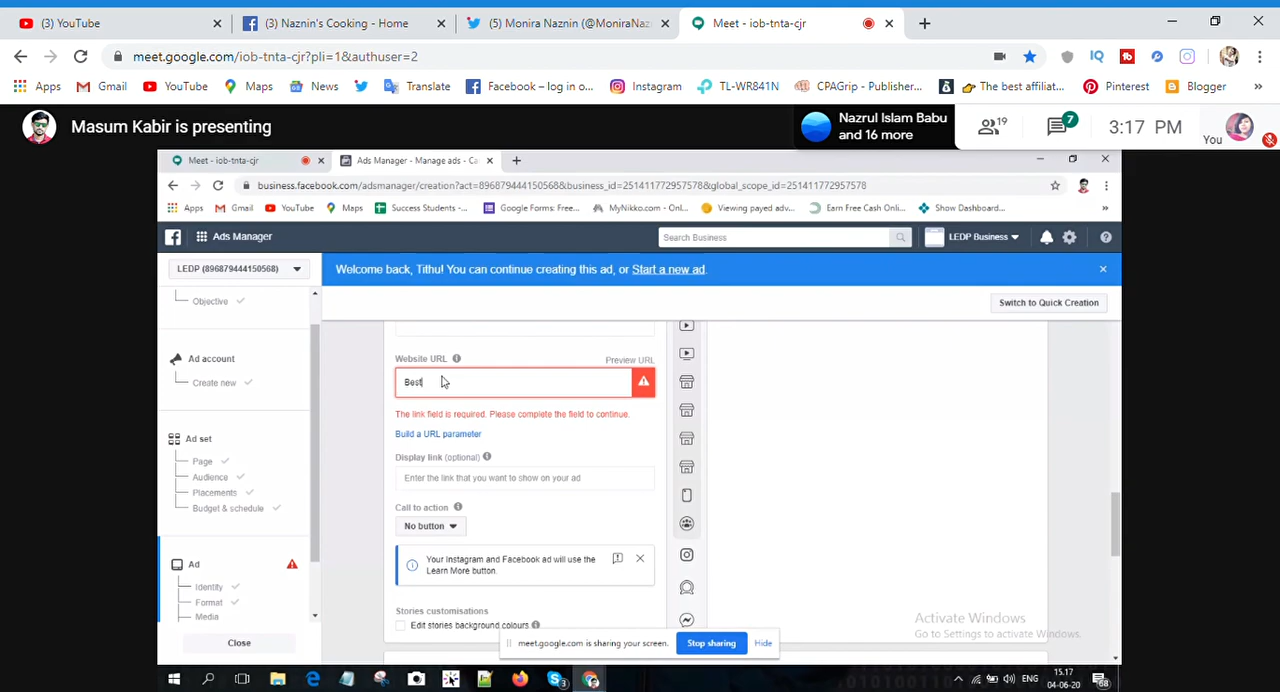 (3) YouTube
Naznin's Cooking - Home
(5) Monira Naznin (@MoniraNaz
Meet - iob-tnta-cjr
meet.google.com/iob-tnta-cjr?pli=1&authuser=2
Apps
Gmail
YouTube
Maps
News
Translate
Facebook – log in o...
Instagram
TL-WR841N
CPAGrip - Publisher...
The best affiliat...
Pinterest
Blogger
Masum Kabir is presenting
Nazrul Islam Babu
and 16 more
19
7
3:17 PM
You
Meet - iob-tnta-cjr
Ads Manager - Manage ads - Ca
business.facebook.com/adsmanager/creation?act=896879444150568&business_id=251411772957578&global_scope_id=251411772957578
Apps
Gmail
YouTube
Maps
Success Students -...
Google Forms: Free...
MyNikko.com - Onl...
Viewing payed adv...
Earn Free Cash Onli...
Show Dashboard...
Ads Manager
Search Business
LEDP Business
LEDP (896879444150568)
Welcome back, Tithu! You can continue creating this ad, or Start a new ad.
Switch to Quick Creation
Objective
Ad account
Create new
Ad set
Page
Audience
Placements
Budget & schedule
Ad
Identity
Format
Media
Close
Website URL
Preview URL
Best
The link field is required. Please complete the field to continue.
Build a URL parameter
Display link (optional)
Enter the link that you want to show on your ad
Call to action
No button
Your Instagram and Facebook ad will use the
Learn More button.
Stories customisations
Edit stories background colours
meet.google.com is sharing your screen.
Stop sharing
Hide
Activate Windows
Go to Settings to activate Windows.
3
ENG
15.17
04-06-20
68